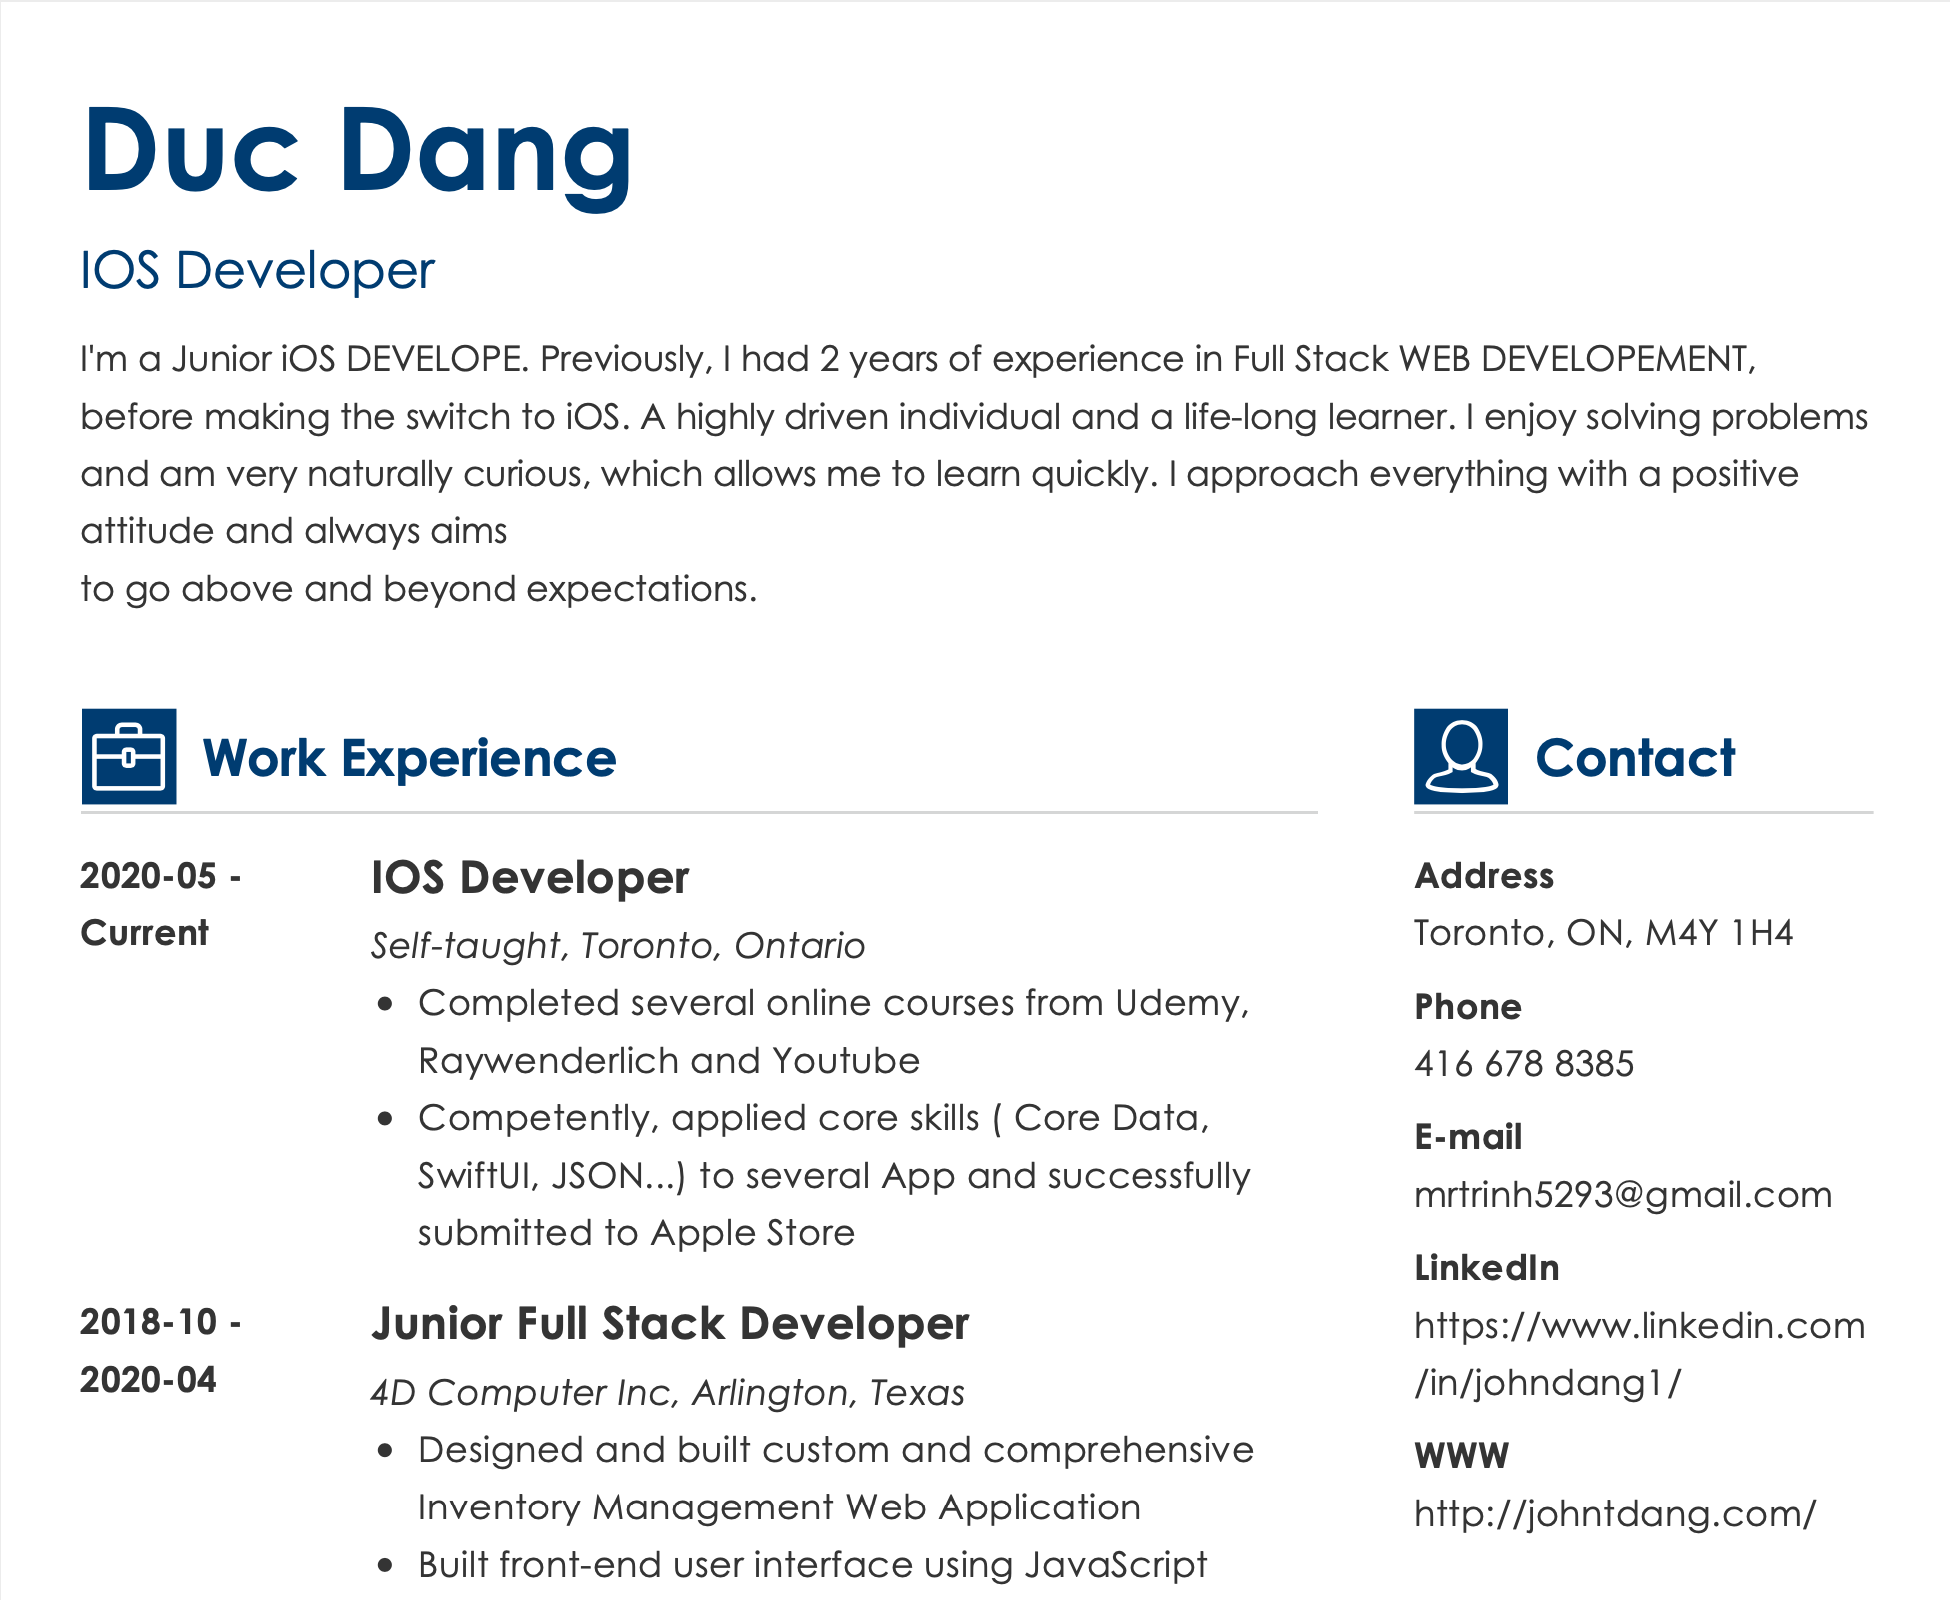 Duc Dang
IOS Developer
I'm a Junior iOS DEVELOPE. Previously, I had 2 years of experience in Full Stack WEB DEVELOPEMENT,
before making the switch to iOS. A highly driven individual and a life-long learner. I enjoy solving problems
and am very naturally curious, which allows me to learn quickly. I approach everything with a positive
attitude and always aims
to go above and beyond expectations.
Work Experience
2020-05 -
Current
IOS Developer
Self-taught, Toronto, Ontario
• Completed several online courses from Udemy,
Raywenderlich and Youtube
• Competently, applied core skills ( Core Data,
SwiftUI, JSON...) to several App and successfully
submitted to Apple Store
2018-10 -
2020-04
Junior Full Stack Developer
4D Computer Inc, Arlington, Texas
• Designed and built custom and comprehensive
Inventory Management Web Application
• Built front-end user interface using JavaScript
Contact
Address
Toronto, ON, M4Y 1H4
Phone
416 678 8385
E-mail
mrtrinh5293@gmail.com
LinkedIn
https://www.linkedin.com
/in/johndang1/
WWW
http://johntdang.com/